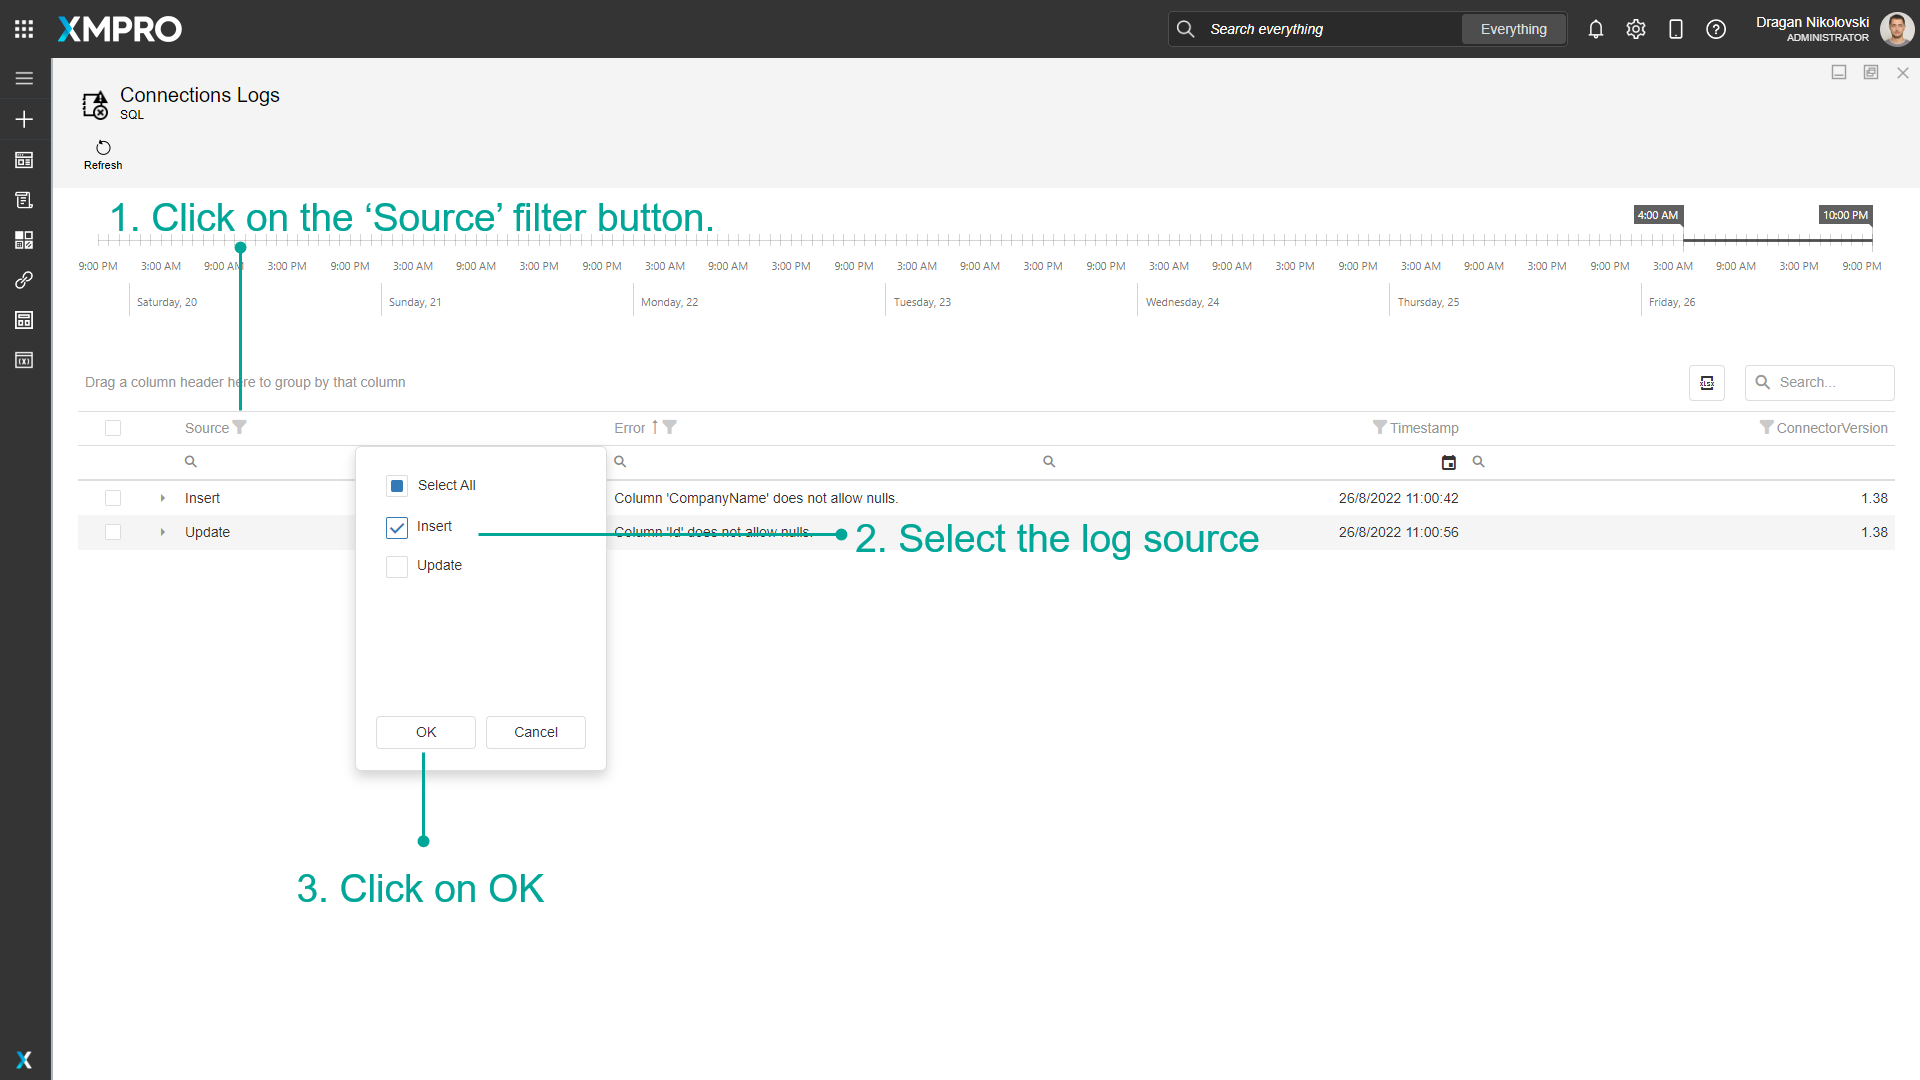 XMPRO
Search everything
Everything
Dragan Nikolovski
ADMINISTRATOR
Connections Logs
SQL
Refresh
1. Click on the ‘Source’ filter button.
4:00 AM
10:00 PM
9:00 PM 3:00 AM 9:00 AM 3:00 PM 9:00 PM 3:00 AM 9:00 AM 3:00 PM 9:00 PM 3:00 AM 9:00 AM 3:00 PM 9:00 PM 3:00 AM 9:00 AM 3:00 PM 9:00 PM 3:00 AM 9:00 AM 3:00 PM 9:00 PM 3:00 AM 9:00 AM 3:00 PM 9:00 PM 3:00 AM 9:00 AM 3:00 PM 9:00 PM
Saturday, 20 Sunday, 21 Monday, 22 Tuesday, 23 Wednesday, 24 Thursday, 25 Friday, 26
Drag a column header here to group by that column
xlsx
Search...
Source Error Timestamp ConnectorVersion
Insert Column 'CompanyName' does not allow nulls. 26/8/2022 11:00:42 1.38
Update Column 'Id' does not allow nulls. 26/8/2022 11:00:56 1.38
Select All
Insert
Update
OK
Cancel
2. Select the log source
3. Click on OK
X